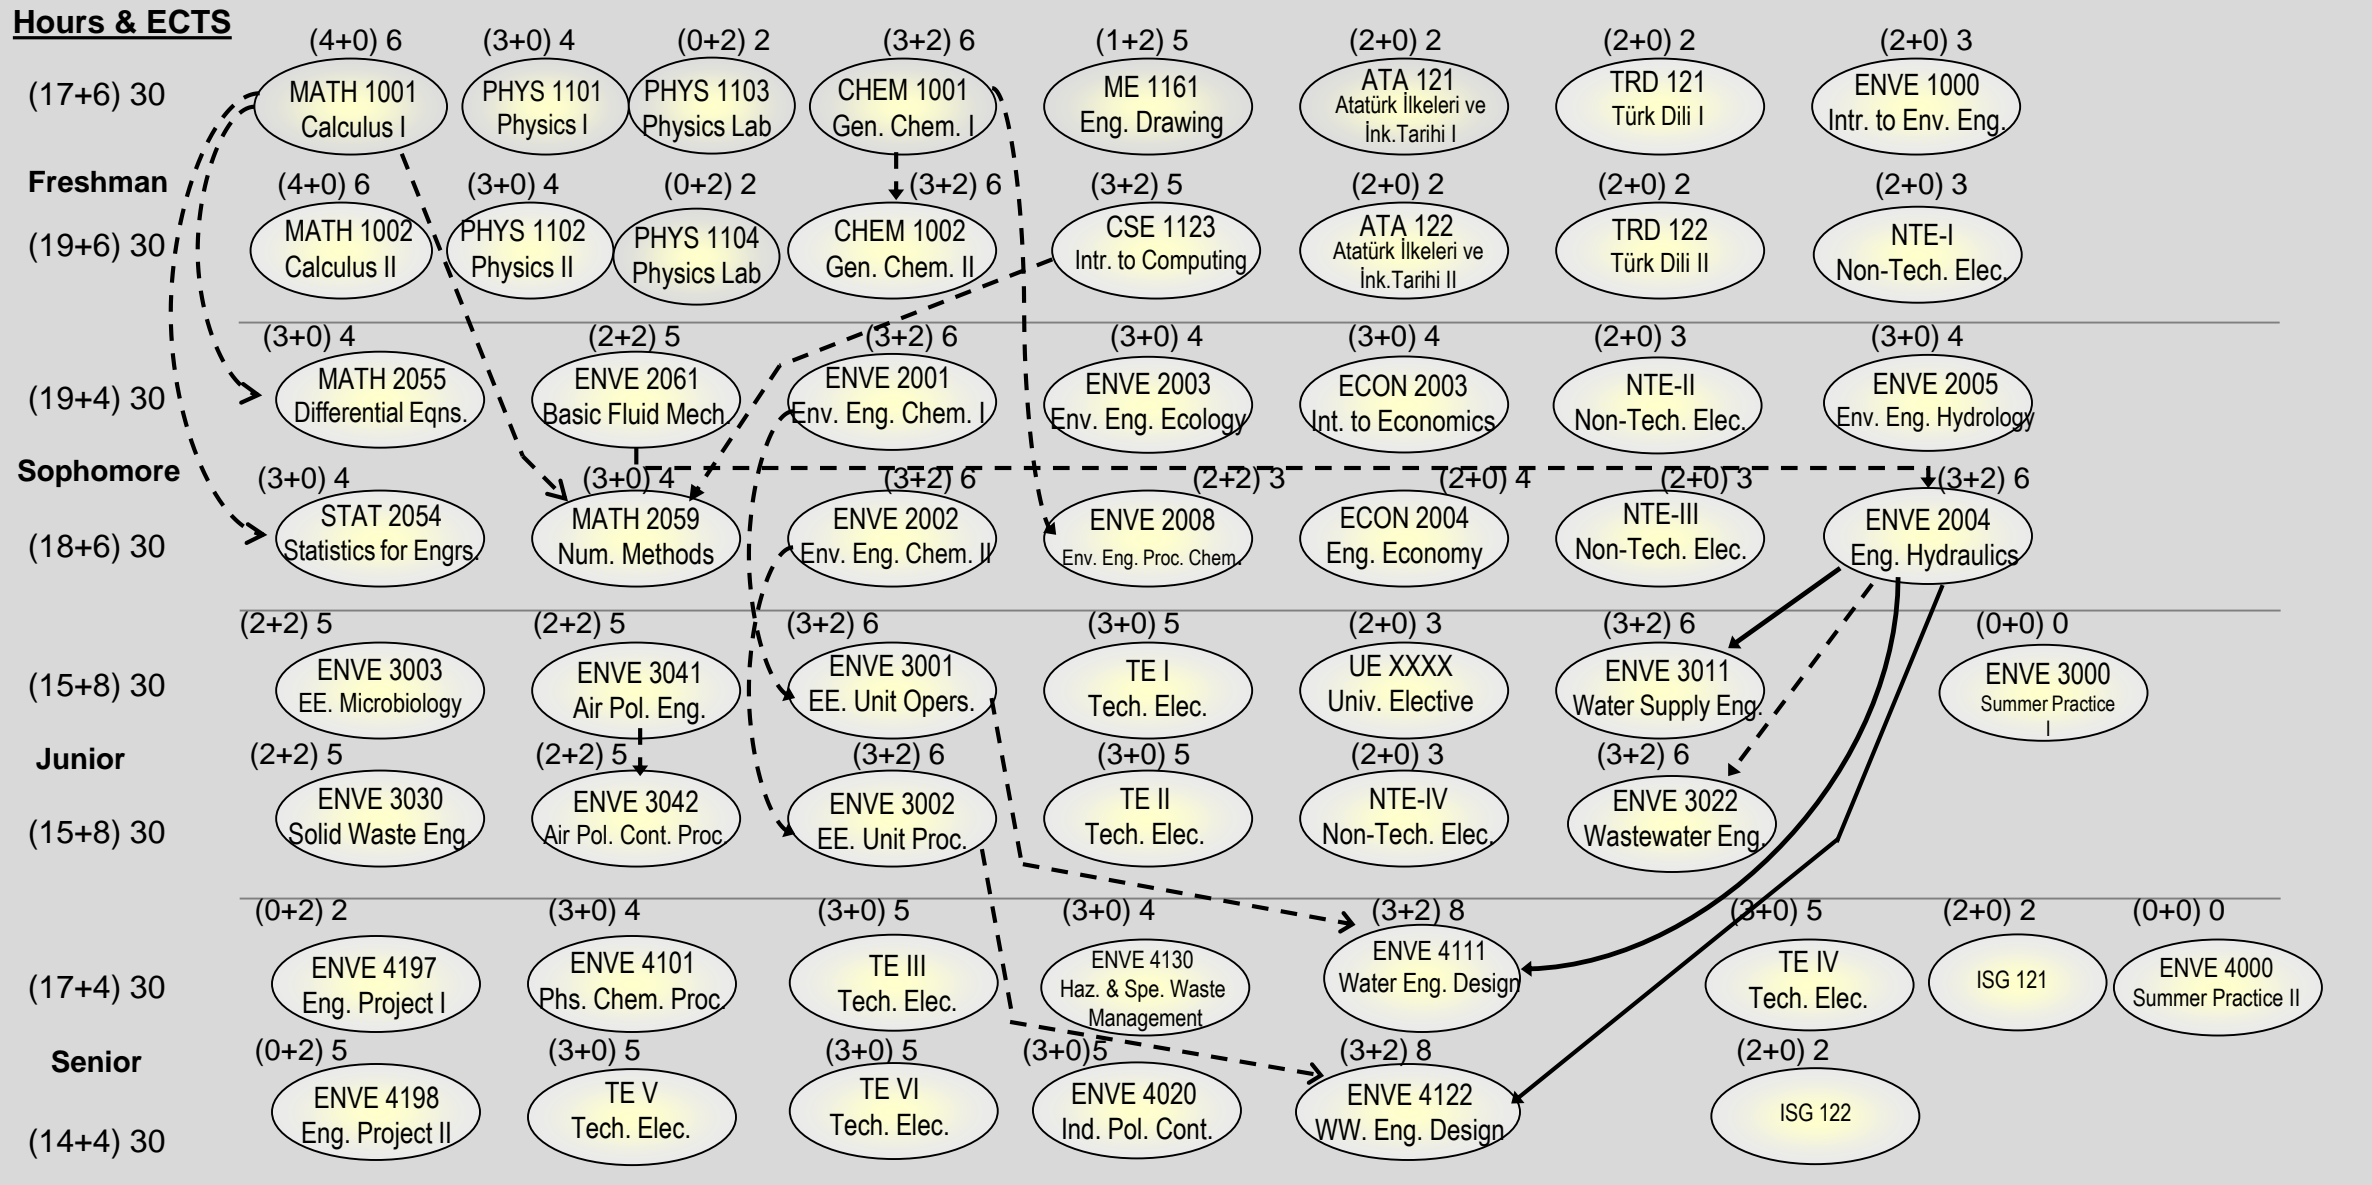 Hours & ECTS
(4+0) 6 (3+0) 4 (0+2) 2 (3+2) 6 (1+2) 5 (2+0) 2 (2+0) 2 (2+0) 3
(17+6) 30
MATH 1001
Calculus I
PHYS 1101
Physics I
PHYS 1103
Physics Lab
CHEM 1001
Gen. Chem. I
ME 1161
Eng. Drawing
ATA 121
Atatürk İlkeleri ve
İnk.Tarihi I
TRD 121
Türk Dili I
ENVE 1000
Intr. to Env. Eng.
Freshman
(4+0) 6 (3+0) 4 (0+2) 2 (3+2) 6 (3+2) 5 (2+0) 2 (2+0) 2 (2+0) 3
(19+6) 30
MATH 1002
Calculus II
PHYS 1102
Physics II
PHYS 1104
Physics Lab
CHEM 1002
Gen. Chem. II
CSE 1123
Intr. to Computing
ATA 122
Atatürk İlkeleri ve
İnk.Tarihi II
TRD 122
Türk Dili II
NTE-I
Non-Tech. Elec.
(3+0) 4 (2+2) 5 (3+2) 6 (3+0) 4 (3+0) 4 (2+0) 3 (3+0) 4
(19+4) 30
MATH 2055
Differential Eqns.
ENVE 2061
Basic Fluid Mech.
ENVE 2001
Env. Eng. Chem. I
ENVE 2003
Env. Eng. Ecology
ECON 2003
Int. to Economics
NTE-II
Non-Tech. Elec.
ENVE 2005
Env. Eng. Hydrology
Sophomore
(3+0) 4 (3+0) 4 (3+2) 6 (2+2) 3 (2+0) 4 (2+0) 3 (3+2) 6
(18+6) 30
STAT 2054
Statistics for Engrs.
MATH 2059
Num. Methods
ENVE 2002
Env. Eng. Chem. II
ENVE 2008
Env. Eng. Proc. Chem.
ECON 2004
Eng. Economy
NTE-III
Non-Tech. Elec.
ENVE 2004
Eng. Hydraulics
(2+2) 5 (2+2) 5 (3+2) 6 (3+0) 5 (2+0) 3 (3+2) 6 (0+0) 0
(15+8) 30
ENVE 3003
EE. Microbiology
ENVE 3041
Air Pol. Eng.
ENVE 3001
EE. Unit Opers.
TE I
Tech. Elec.
UE XXXX
Univ. Elective
ENVE 3011
Water Supply Eng.
ENVE 3000
Summer Practice
I
Junior
(2+2) 5 (2+2) 5 (3+2) 6 (3+0) 5 (2+0) 3 (3+2) 6
(15+8) 30
ENVE 3030
Solid Waste Eng.
ENVE 3042
Air Pol. Cont. Proc.
ENVE 3002
EE. Unit Proc.
TE II
Tech. Elec.
NTE-IV
Non-Tech. Elec.
ENVE 3022
Wastewater Eng.
(0+2) 2 (3+0) 4 (3+0) 5 (3+0) 4 (3+2) 8 (3+0) 5 (2+0) 2 (0+0) 0
(17+4) 30
ENVE 4197
Eng. Project I
ENVE 4101
Phs. Chem. Proc.
TE III
Tech. Elec.
ENVE 4130
Haz. & Spe. Waste
Management
ENVE 4111
Water Eng. Design
TE IV
Tech. Elec.
ISG 121
ENVE 4000
Summer Practice II
Senior
(0+2) 5 (3+0) 5 (3+0) 5 (3+0)5 (3+2) 8 (2+0) 2
(14+4) 30
ENVE 4198
Eng. Project II
TE V
Tech. Elec.
TE VI
Tech. Elec.
ENVE 4020
Ind. Pol. Cont.
ENVE 4122
WW. Eng. Design
ISG 122